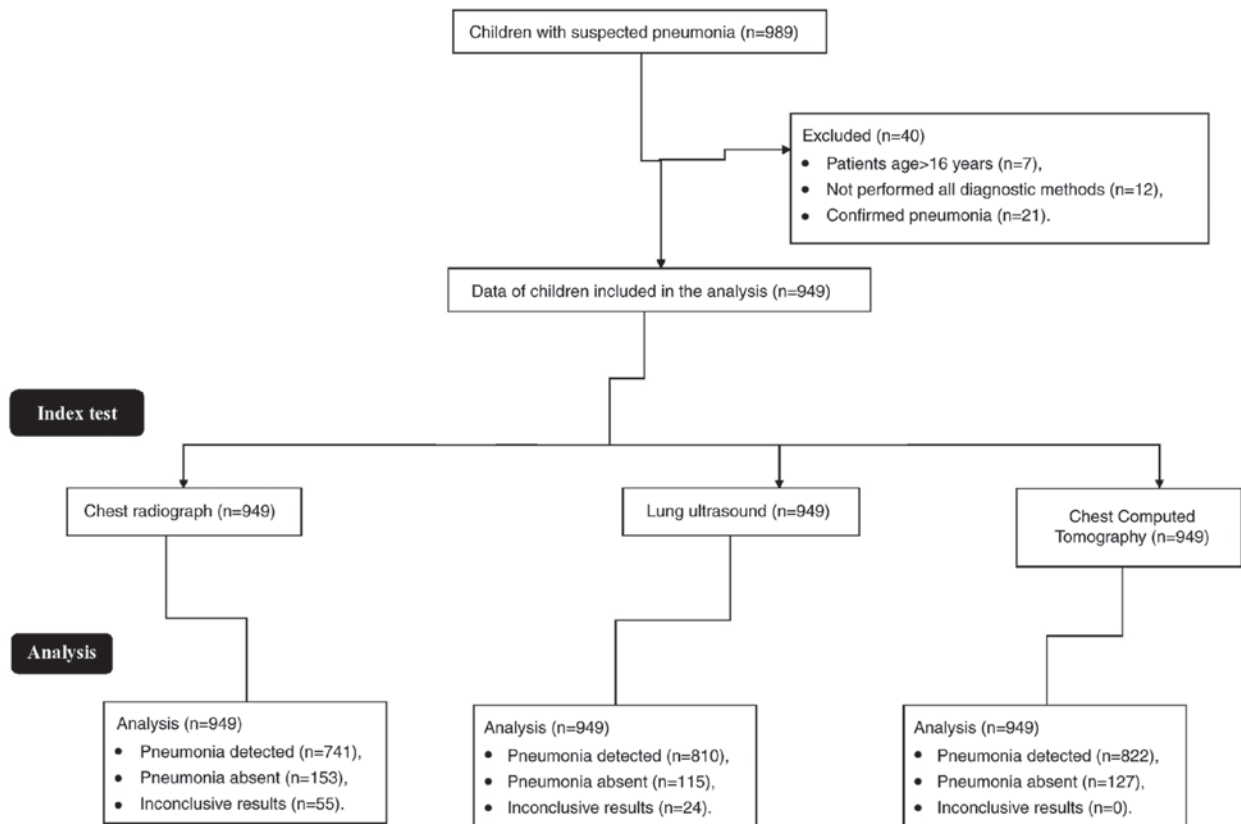 Children with suspected pneumonia (n=989)
Excluded (n=40)
• Patients age>16 years (n=7),
• Not performed all diagnostic methods (n=12),
• Confirmed pneumonia (n=21).
Data of children included in the analysis (n=949)
Index test
Chest radiograph (n=949)
Lung ultrasound (n=949)
Chest Computed
Tomography (n=949)
Analysis
Analysis (n=949)
• Pneumonia detected (n=741),
• Pneumonia absent (n=153),
• Inconclusive results (n=55).
Analysis (n=949)
• Pneumonia detected (n=810),
• Pneumonia absent (n=115),
• Inconclusive results (n=24).
Analysis (n=949)
• Pneumonia detected (n=822),
• Pneumonia absent (n=127),
• Inconclusive results (n=0).